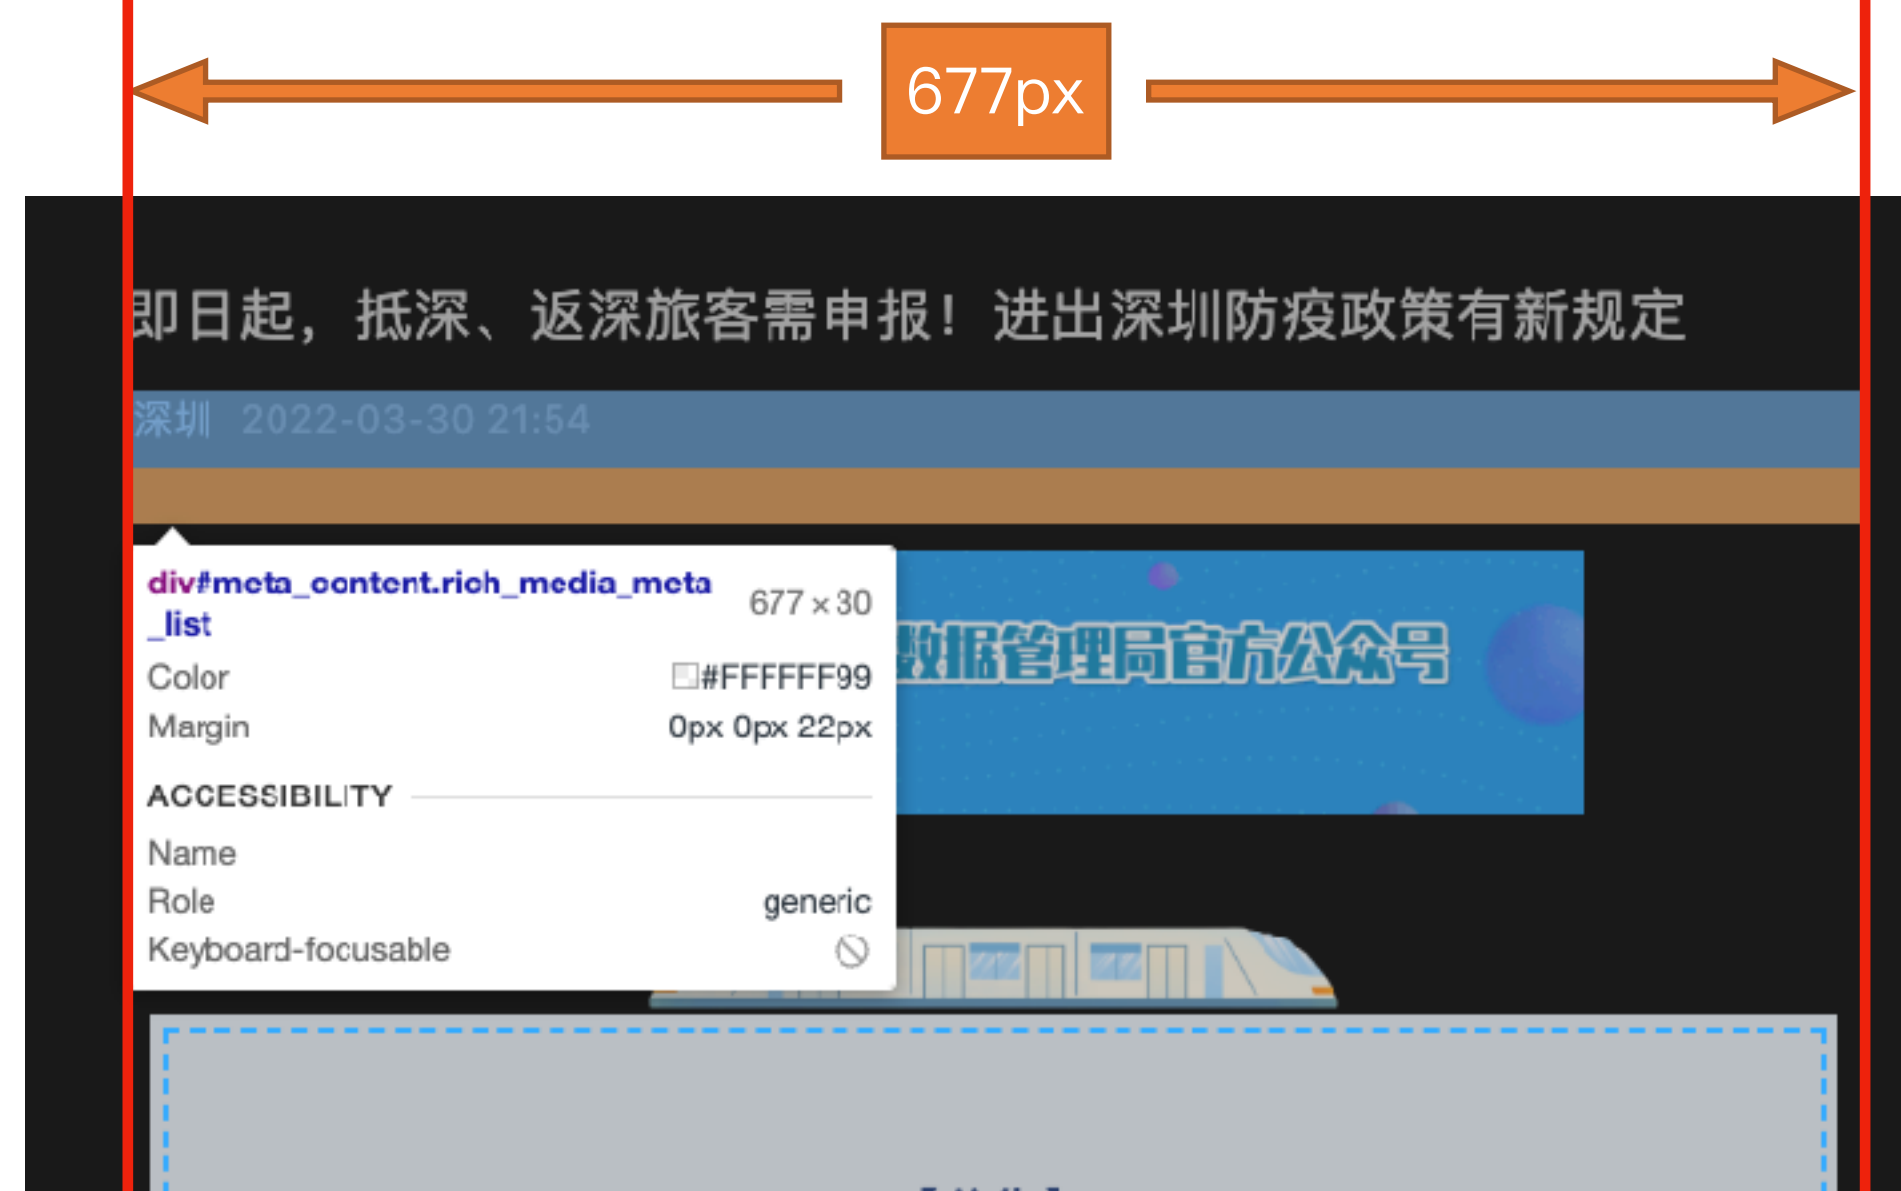 677px
即日起，抵深、返深旅客需申报！进出深圳防疫政策有新规定
深圳 2022-03-30 21:54
div#meta_content.rich_media_meta
_list
677 × 30
Color #FFFFFF99
Margin 0px 0px 22px
ACCESSIBILITY
Name
Role generic
Keyboard-focusable
数据管理局官方公众号